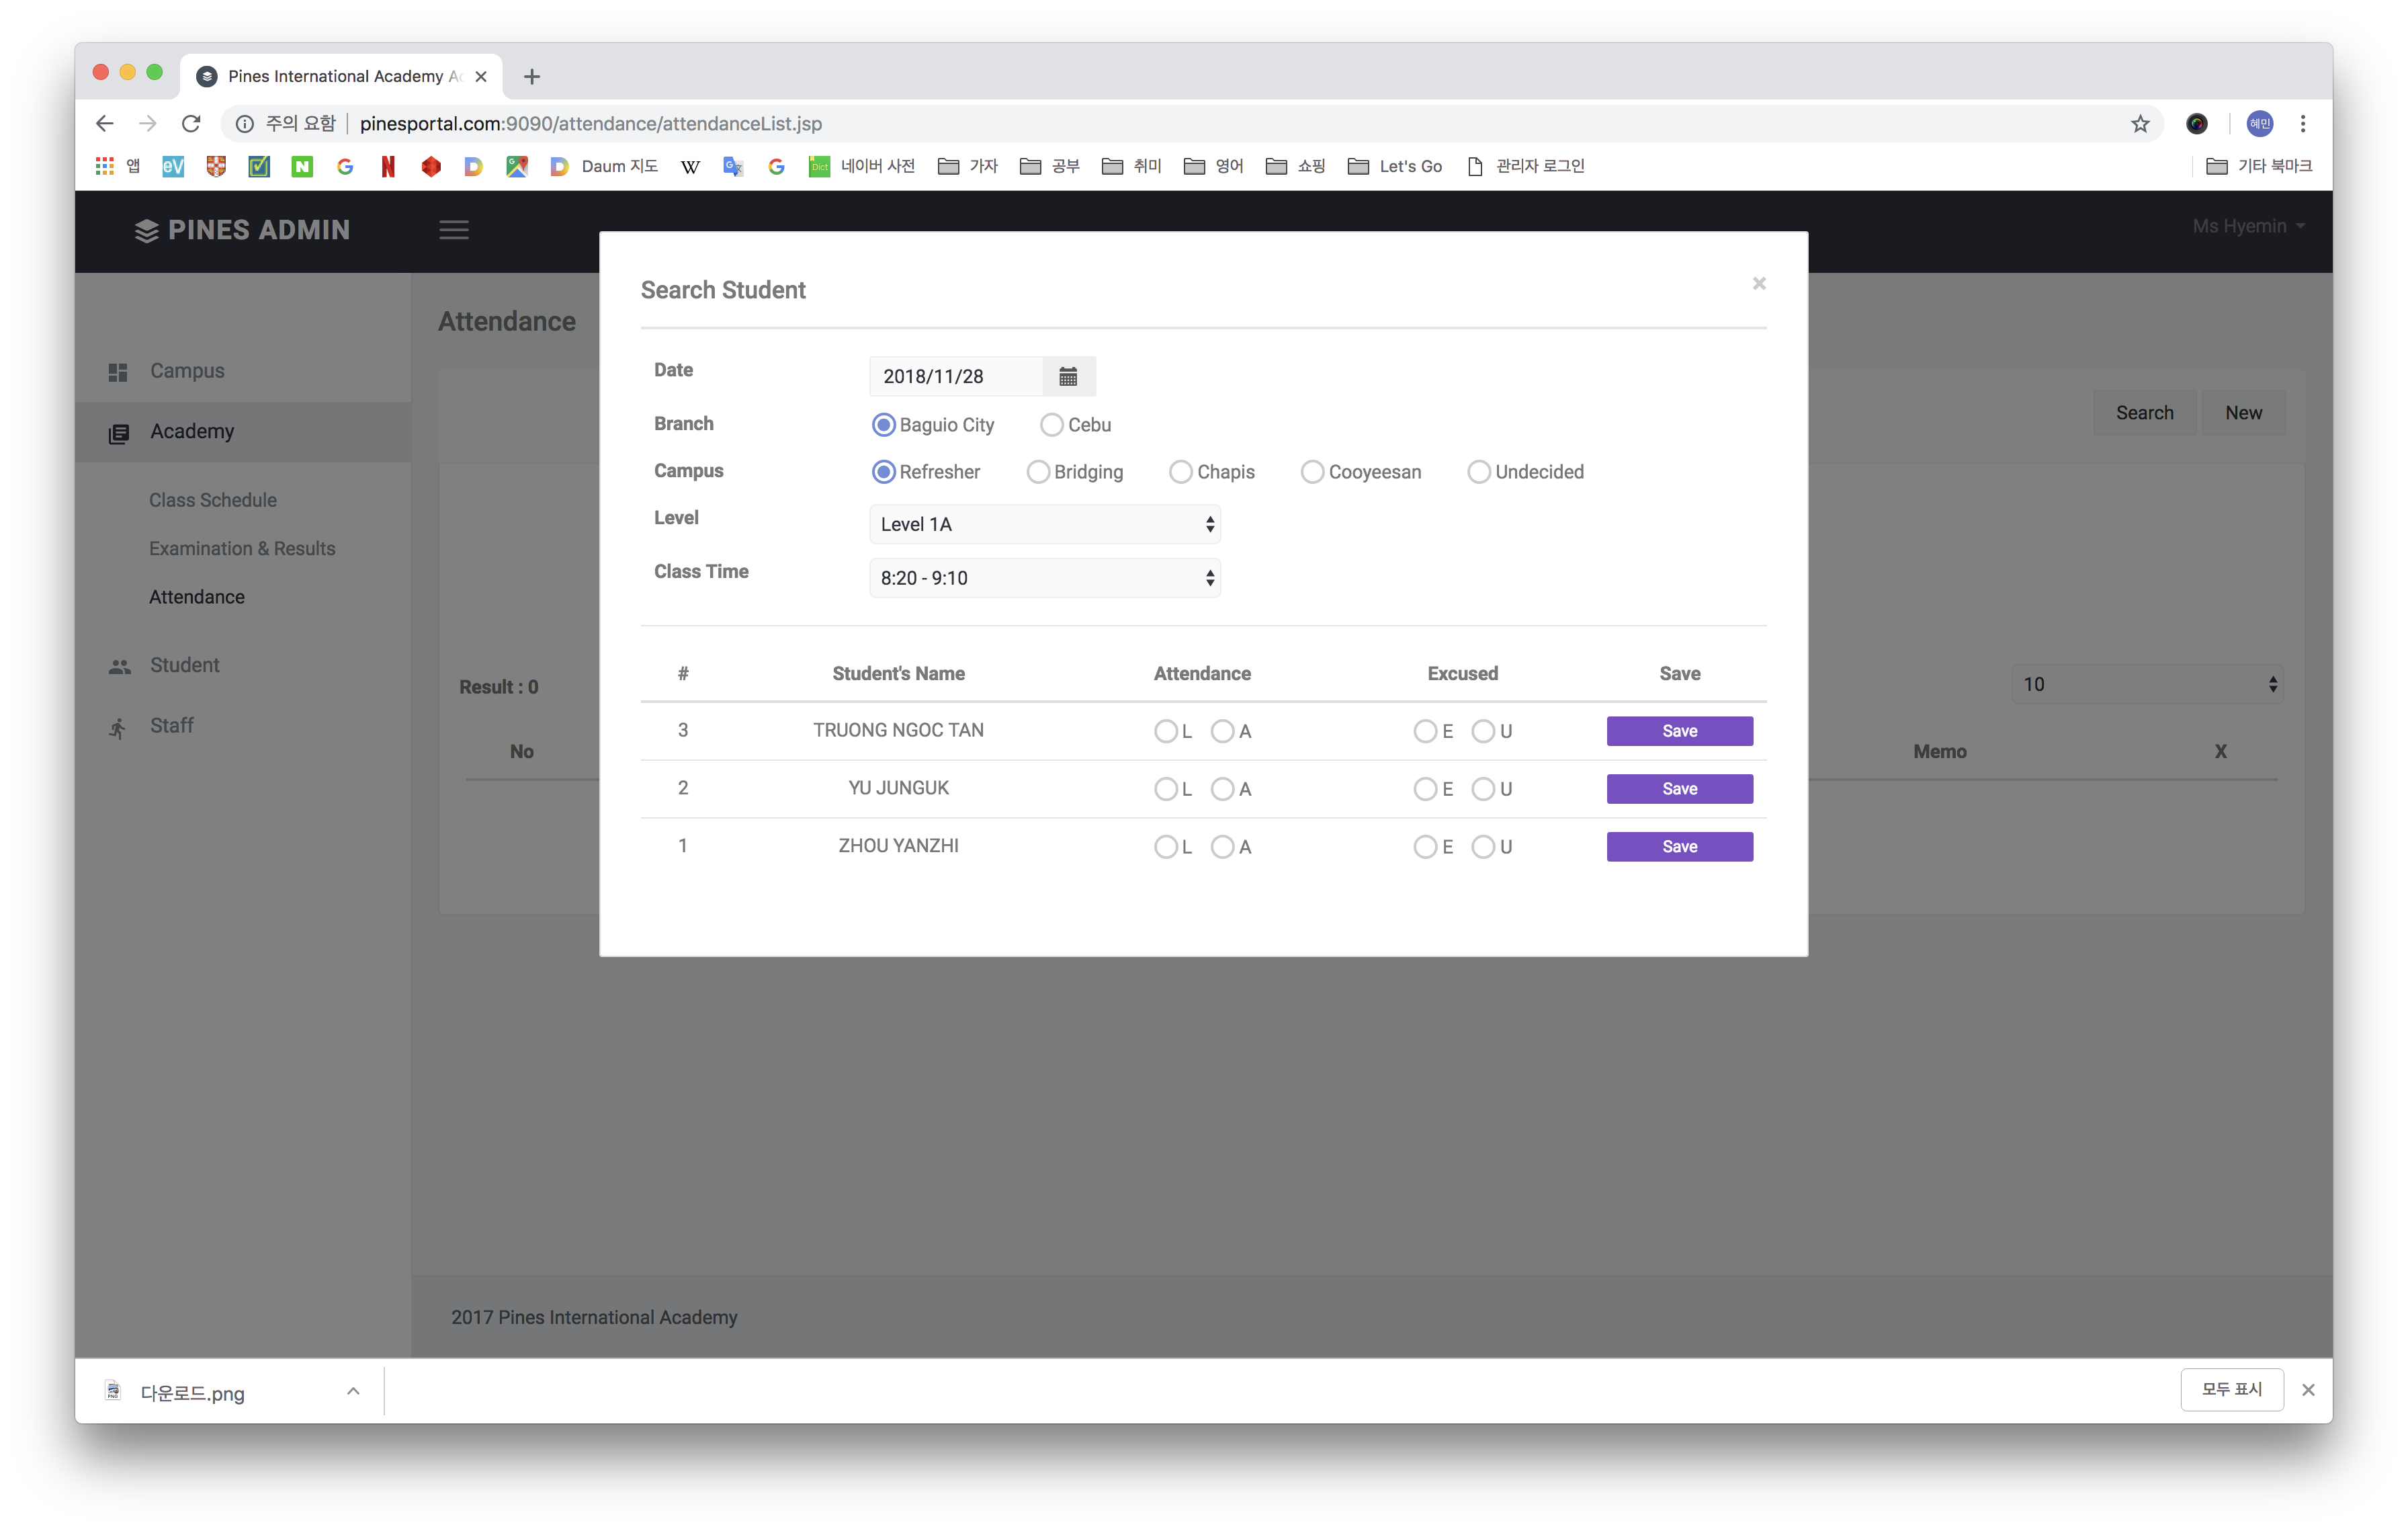 Pines International Academy
주의 요함 pinesportal.com:9090/attendance/attendanceList.jsp 혜민
앱 eV N G N D G D Daum 지도 W G G Dict 네이버 사전 가자 공부 취미 영어 쇼핑 Let's Go 관리자 로그인 기타 북마크
PINES ADMIN Ms Hyemin
Search Student ×
Attendance
Date 2018/11/28
Campus
Search New
Branch Baguio City Cebu
Academy
Campus Refresher Bridging Chapis Cooyeesan Undecided
Class Schedule
Level Level 1A
Examination & Results
Class Time 8:20 - 9:10
Attendance
Student
# Student's Name Attendance Excused Save
Result : 0 10
Staff
3 TRUONG NGOC TAN L A E U Save
No Memo X
2 YU JUNGUK L A E U Save
1 ZHOU YANZHI L A E U Save
2017 Pines International Academy
다운로드.png 모두 표시